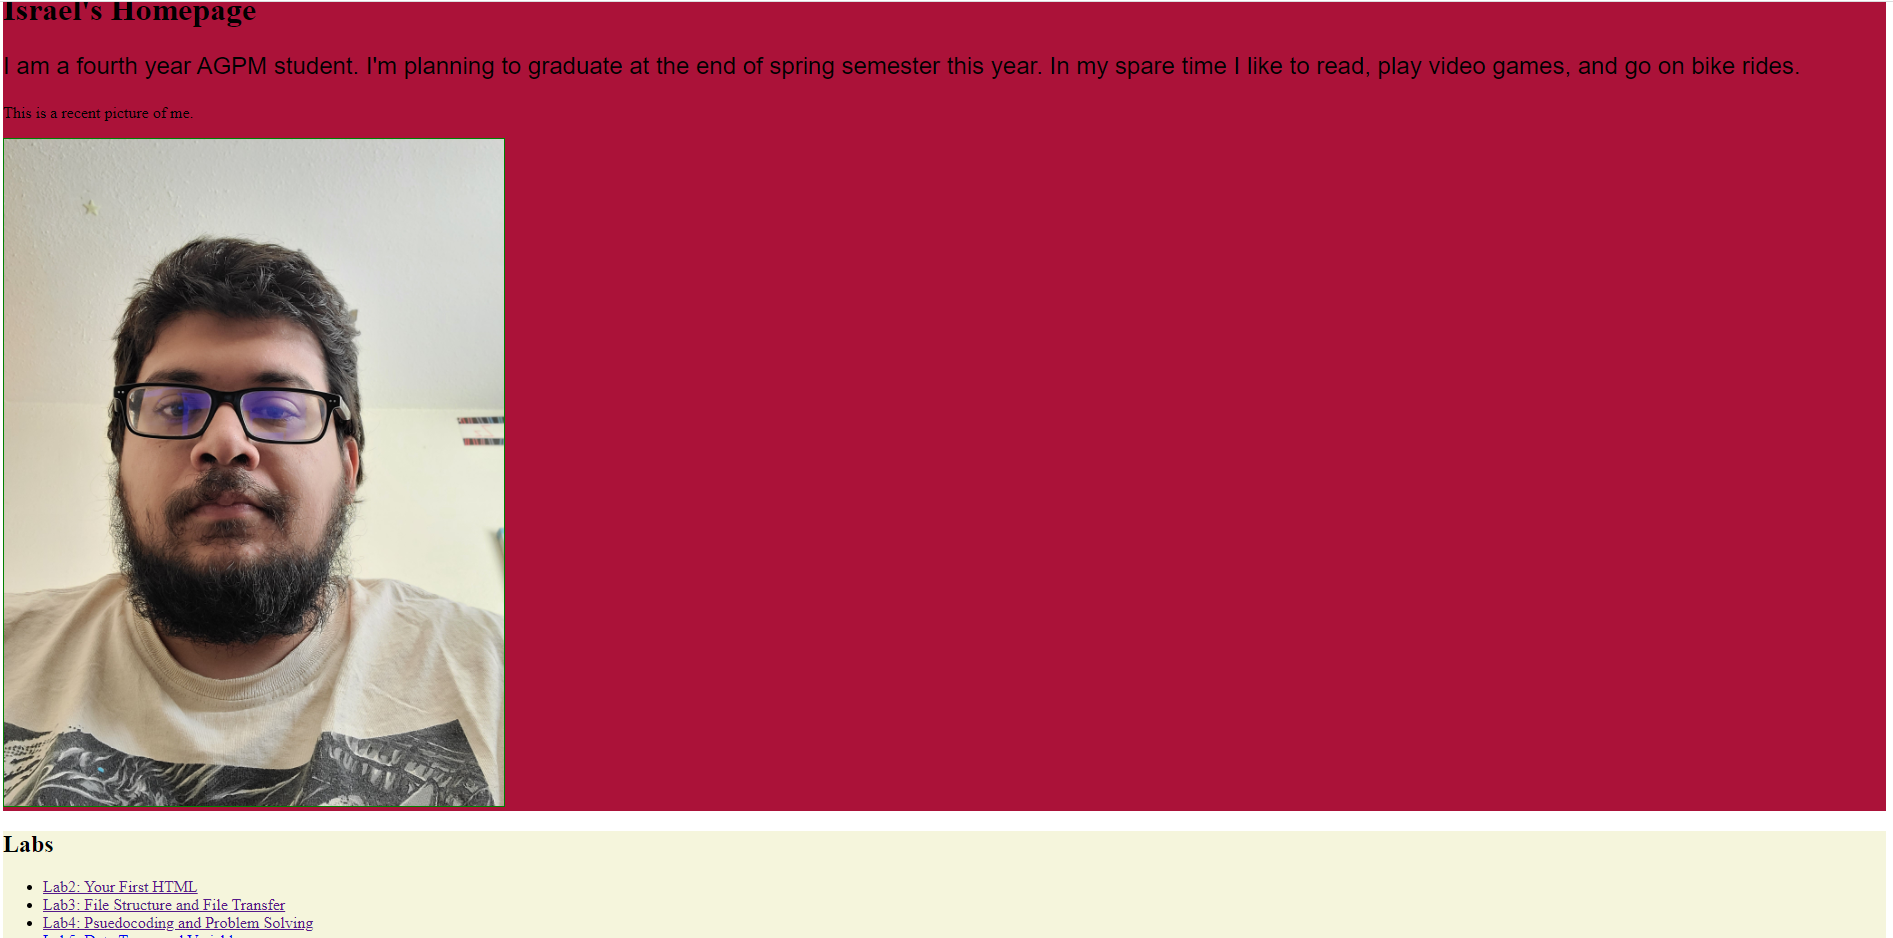 Israel's Homepage
I am a fourth year AGPM student. I'm planning to graduate at the end of spring semester this year. In my spare time I like to read, play video games, and go on bike rides.
This is a recent picture of me.
Labs
Lab2: Your First HTML
Lab3: File Structure and File Transfer
Lab4: Psuedocoding and Problem Solving